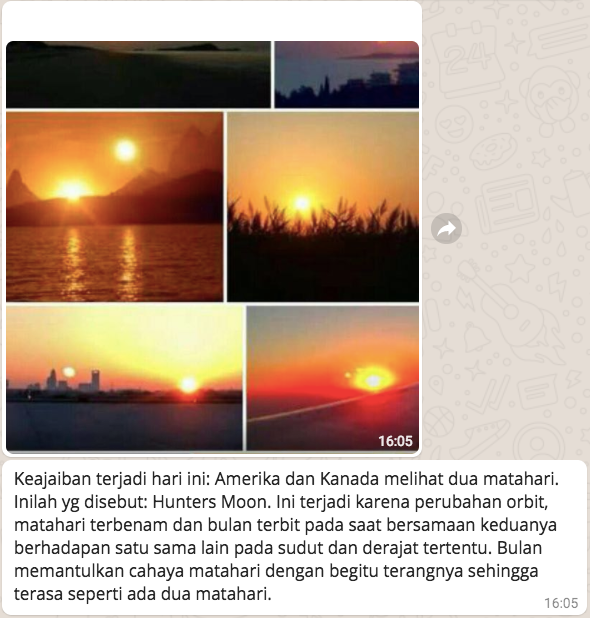 16:05
Keajaiban terjadi hari ini: Amerika dan Kanada melihat dua matahari.
Inilah yg disebut: Hunters Moon. Ini terjadi karena perubahan orbit,
matahari terbenam dan bulan terbit pada saat bersamaan keduanya
berhadapan satu sama lain pada sudut dan derajat tertentu. Bulan
memantulkan cahaya matahari dengan begitu terangnya sehingga
terasa seperti ada dua matahari.
16:05